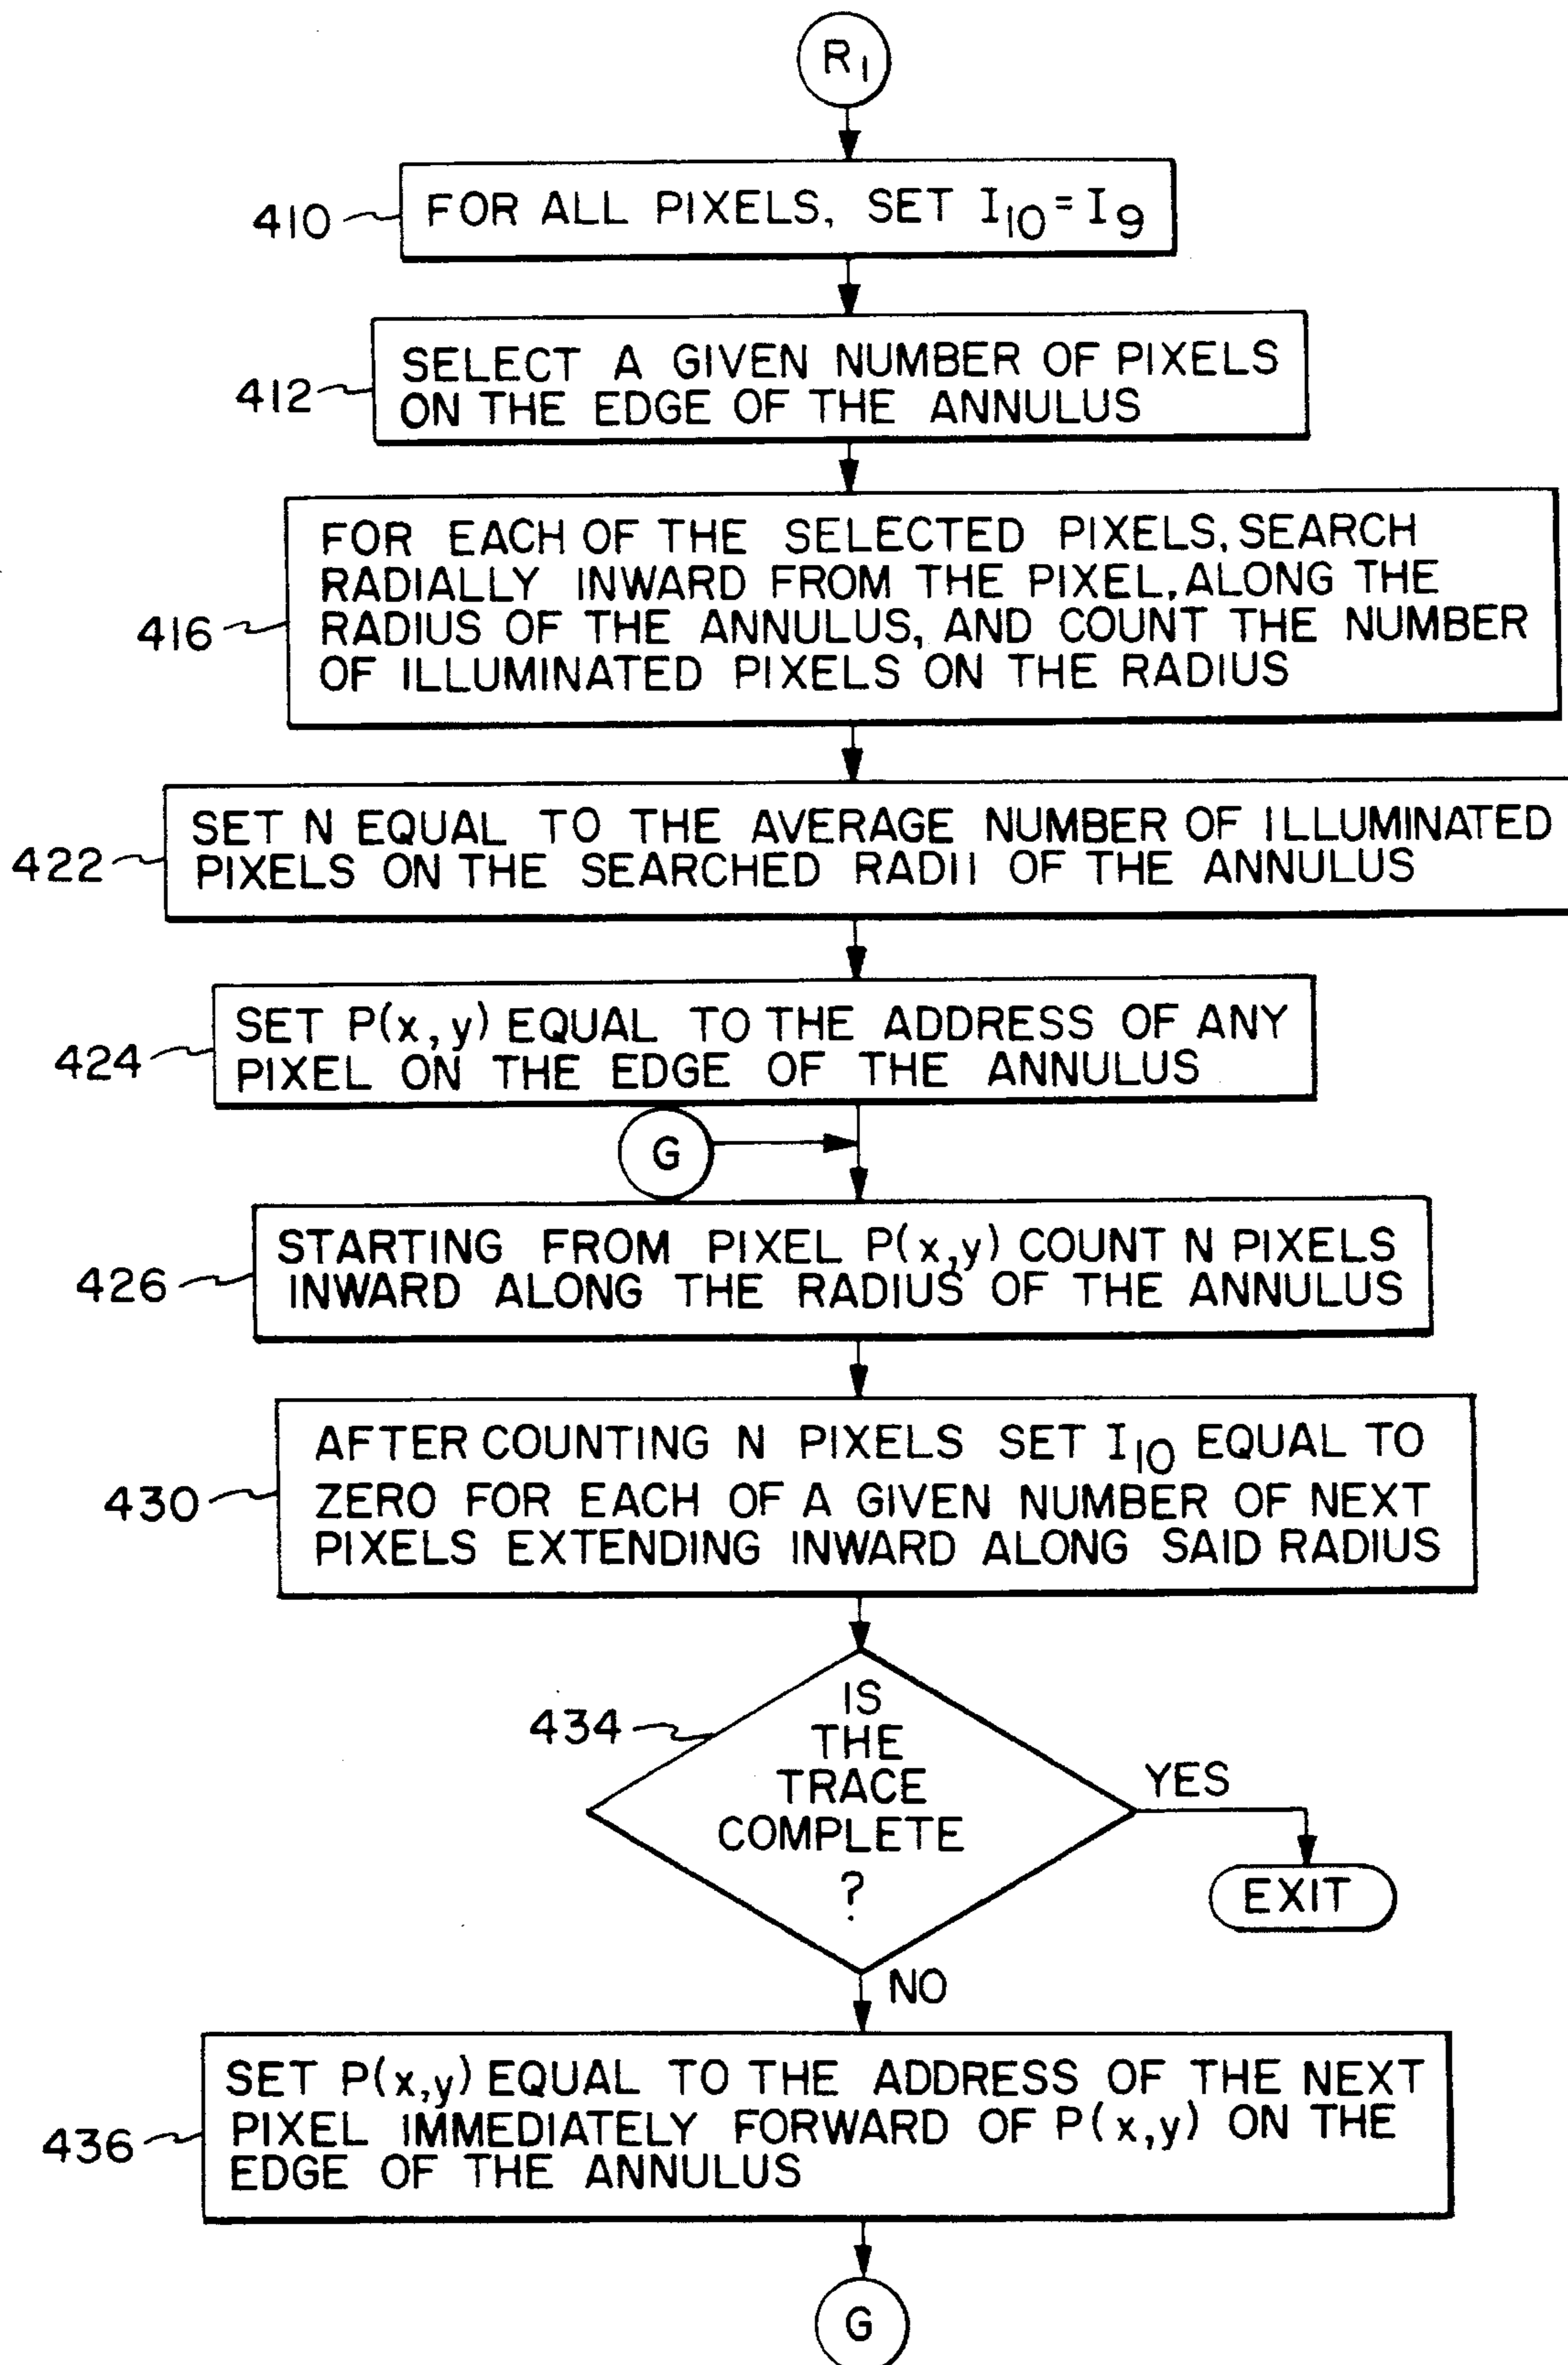 R1
410
FOR ALL PIXELS, SET I10 = I9
412
SELECT A GIVEN NUMBER OF PIXELS
ON THE EDGE OF THE ANNULUS
416
FOR EACH OF THE SELECTED PIXELS, SEARCH
RADIALLY INWARD FROM THE PIXEL, ALONG THE
RADIUS OF THE ANNULUS, AND COUNT THE NUMBER
OF ILLUMINATED PIXELS ON THE RADIUS
422
SET N EQUAL TO THE AVERAGE NUMBER OF ILLUMINATED
PIXELS ON THE SEARCHED RADII OF THE ANNULUS
424
SET P(x,y) EQUAL TO THE ADDRESS OF ANY
PIXEL ON THE EDGE OF THE ANNULUS
G
426
STARTING FROM PIXEL P(x,y) COUNT N PIXELS
INWARD ALONG THE RADIUS OF THE ANNULUS
430
AFTER COUNTING N PIXELS SET I10 EQUAL TO
ZERO FOR EACH OF A GIVEN NUMBER OF NEXT
PIXELS EXTENDING INWARD ALONG SAID RADIUS
434
IS
THE
TRACE
COMPLETE
?
YES
EXIT
NO
436
SET P(x,y) EQUAL TO THE ADDRESS OF THE NEXT
PIXEL IMMEDIATELY FORWARD OF P(x,y) ON THE
EDGE OF THE ANNULUS
G